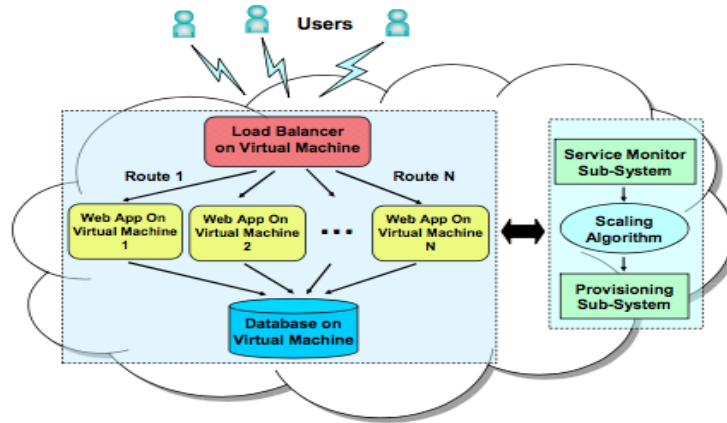 Users
Load Balancer
on Virtual Machine
Route 1
Route N
Web App On
Virtual Machine
1
Web App On
Virtual Machine
2
Web App On
Virtual Machine
N
Database on
Virtual Machine
Service Monitor
Sub-System
Scaling
Algorithm
Provisioning
Sub-System